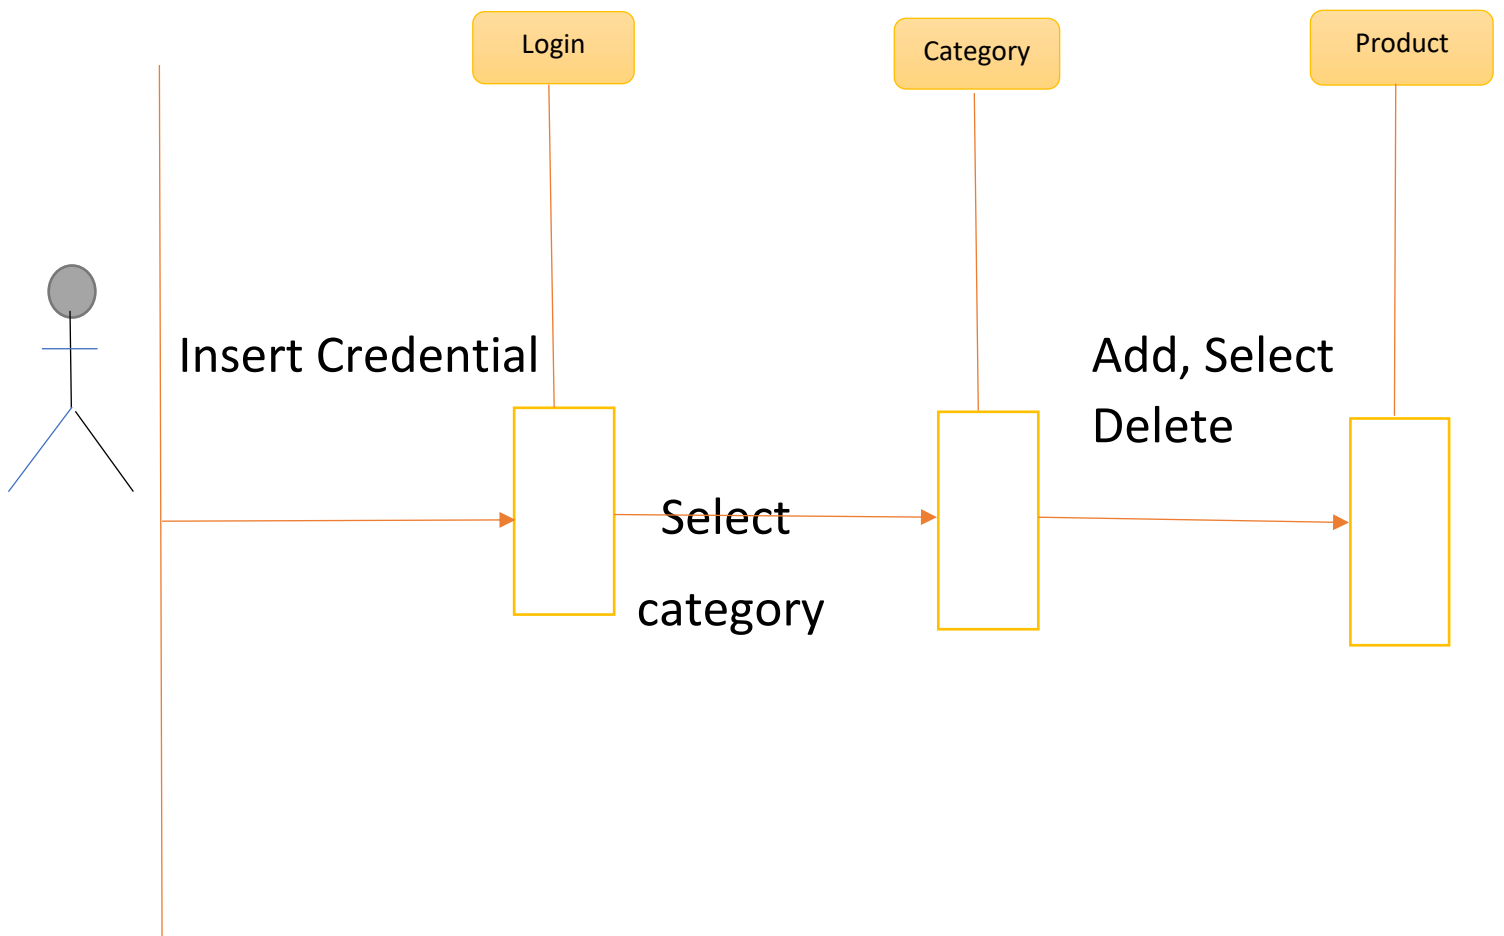 Login
Category
Product
Insert Credential
Add, Select
Delete
Select
category